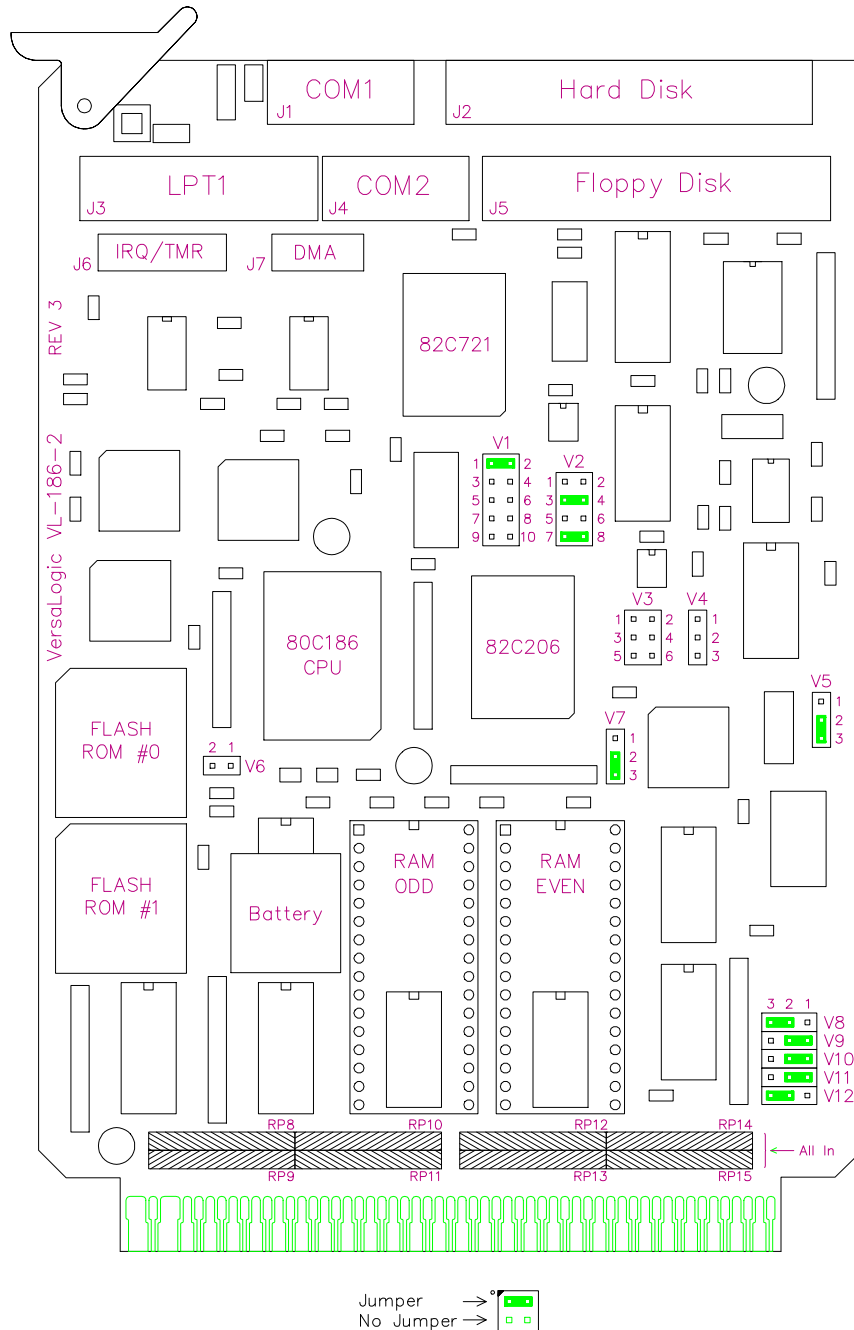 COM1
J1
Hard Disk
J2
LPT1
J3
COM2
J4
Floppy Disk
J5
J6
IRQ/TMR
J7
DMA
VersaLogic VL-186-2 REV 3
82C721
V1
1 2
3 4
5 6
7 8
9 10
V2
1 2
3 4
5 6
7 8
80C186
CPU
82C206
V3
1 2
3 4
5 6
V4
1
2
3
V5
1
2
3
V7
1
2
3
FLASH
ROM #0
2 1
V6
FLASH
ROM #1
Battery
RAM
ODD
RAM
EVEN
3 2 1
V8
V9
V10
V11
V12
RP8 RP10 RP12 RP14
All In
RP9 RP11 RP13 RP15
Jumper
No Jumper